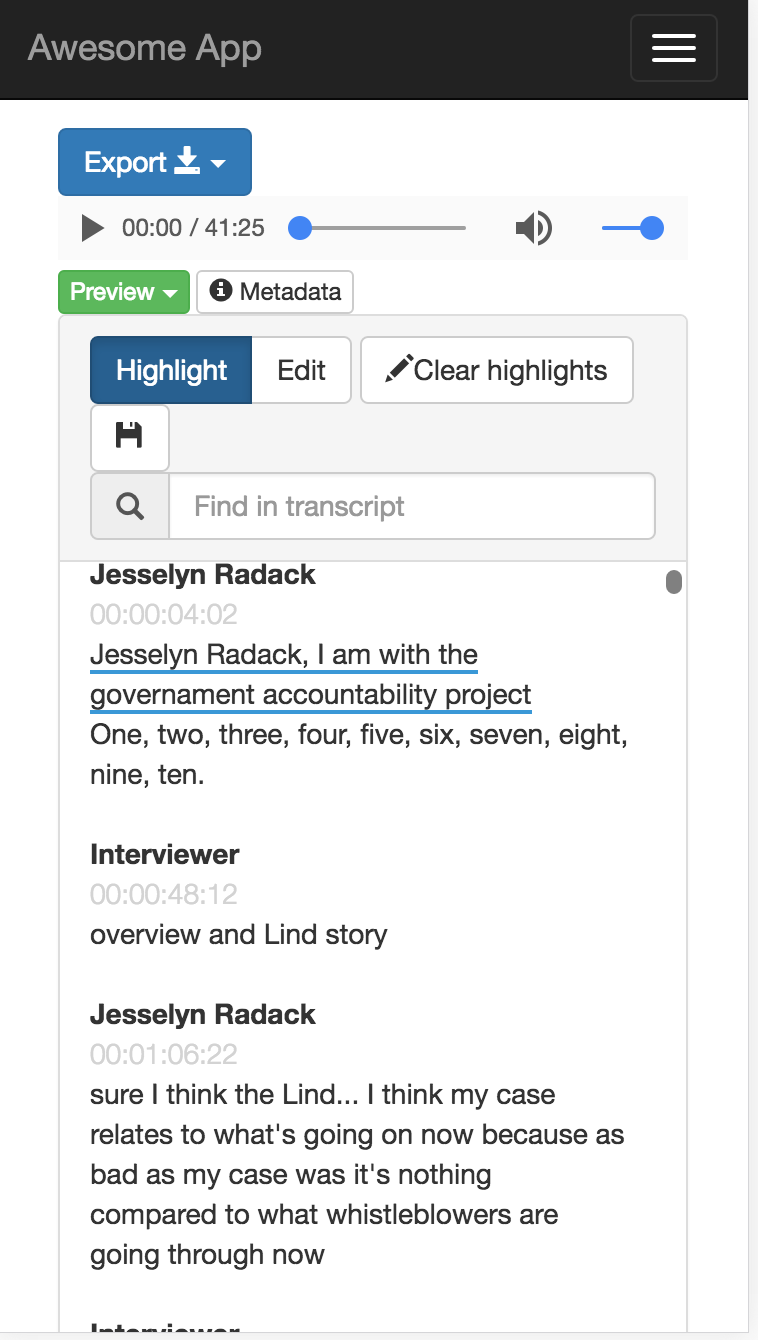 Awesome App
Export
00:00 / 41:25
Preview
Metadata
Highlight Edit Clear highlights
Find in transcript
Jesselyn Radack
00:00:04:02
Jesselyn Radack, I am with the
governament accountability project
One, two, three, four, five, six, seven, eight,
nine, ten.
Interviewer
00:00:48:12
overview and Lind story
Jesselyn Radack
00:01:06:22
sure I think the Lind... I think my case
relates to what's going on now because as
bad as my case was it's nothing
compared to what whistleblowers are
going through now
Interviewer